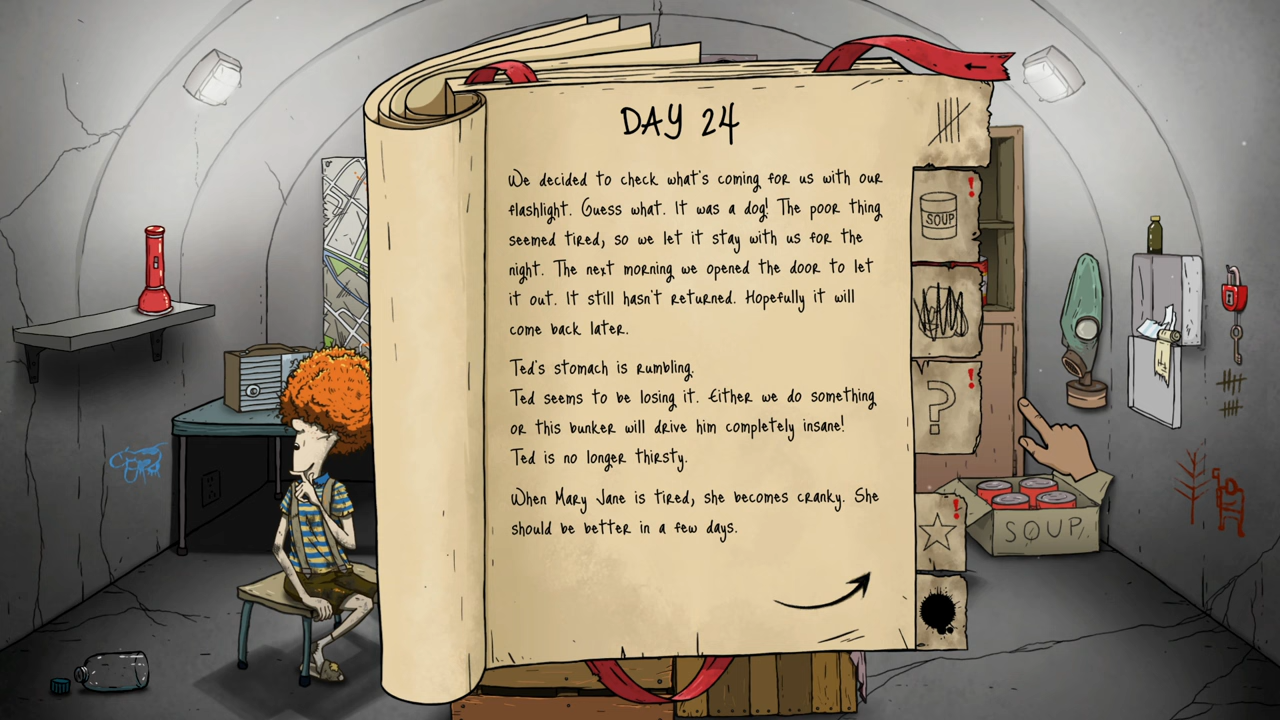 DAY 24
We decided to check what's coming for us with our
flashlight. Guess what. It was a dog! The poor thing
seemed tired, so we let it stay with us for the
night. The next morning we opened the door to let
it out. It still hasn't returned. Hopefully it will
come back later.
Ted's stomach is rumbling.
Ted seems to be losing it. Either we do something
or this bunker will drive him completely insane!
Ted is no longer thirsty.
When Mary Jane is tired, she becomes cranky. She
should be better in a few days.
SOUP
!
!
?
!
SOUP